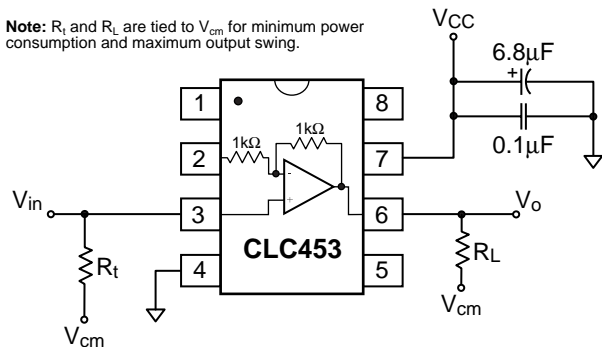 Note: Rt and RL are tied to Vcm for minimum power
consumption and maximum output swing.
VCC
6.8µF
+
0.1µF
1
8
1kΩ
1kΩ
2
7
-
+
Vin
3
6
Vo
CLC453
Rt
4
5
RL
Vcm
Vcm